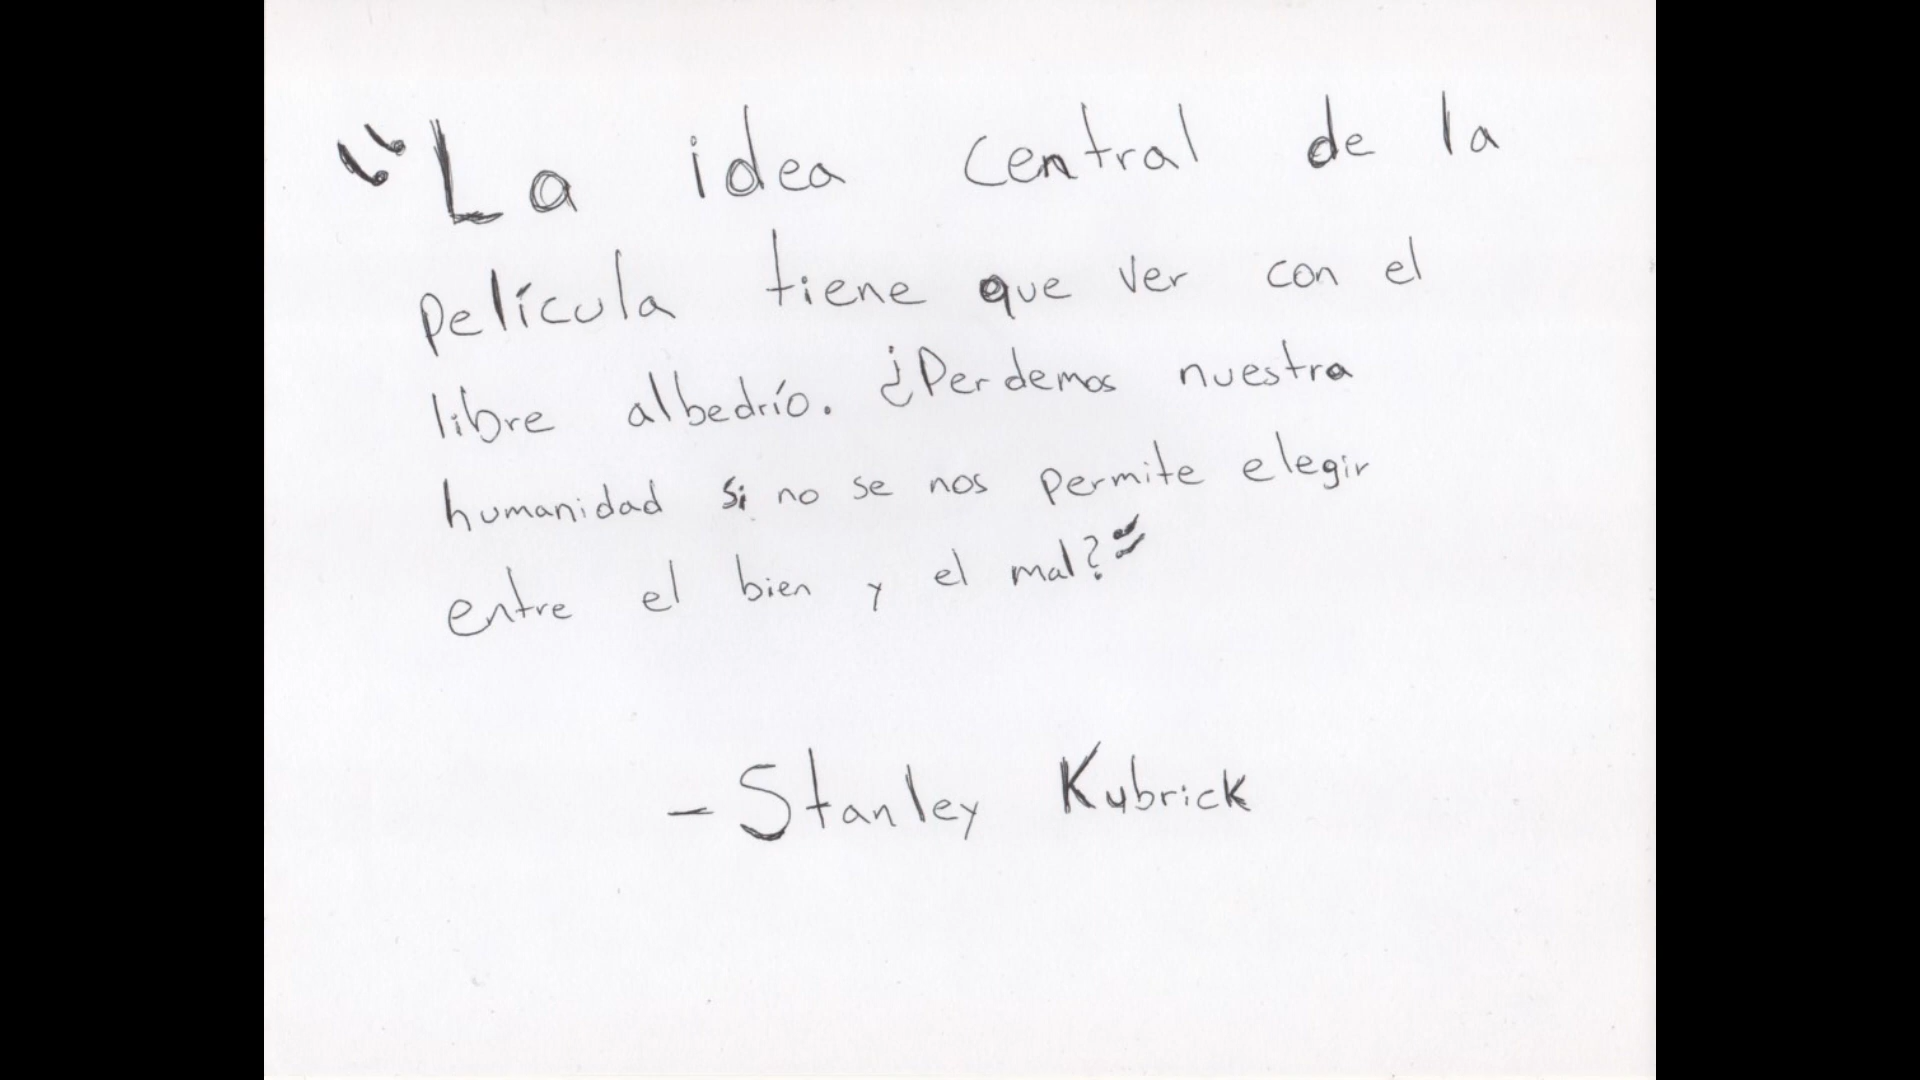 “La idea central de la
película tiene que ver con el
libre albedrío. ¿Perdemos nuestra
humanidad si no se nos permite elegir
entre el bien y el mal?”
- Stanley Kubrick